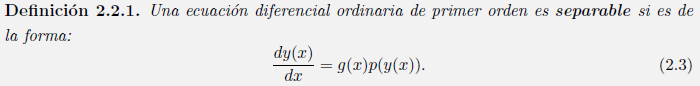 Definición 2.2.1. Una ecuación diferencial ordinaria de primer orden es separable si es de
la forma:
dy(x)/dx = g(x)p(y(x)). (2.3)